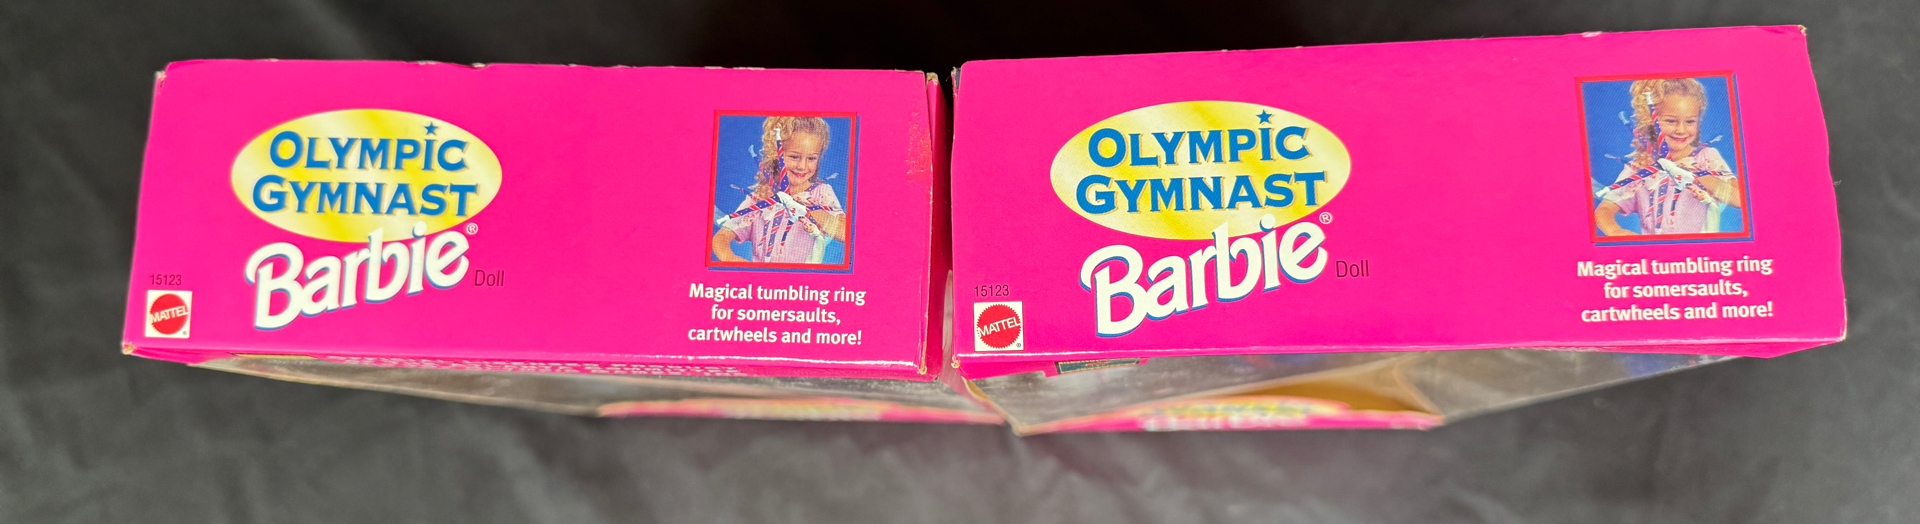 OLYMPIC
GYMNAST
Barbie® Doll
15123
MATTEL
Magical tumbling ring
for somersaults,
cartwheels and more!
OLYMPIC
GYMNAST
Barbie® Doll
15123
MATTEL
Magical tumbling ring
for somersaults,
cartwheels and more!